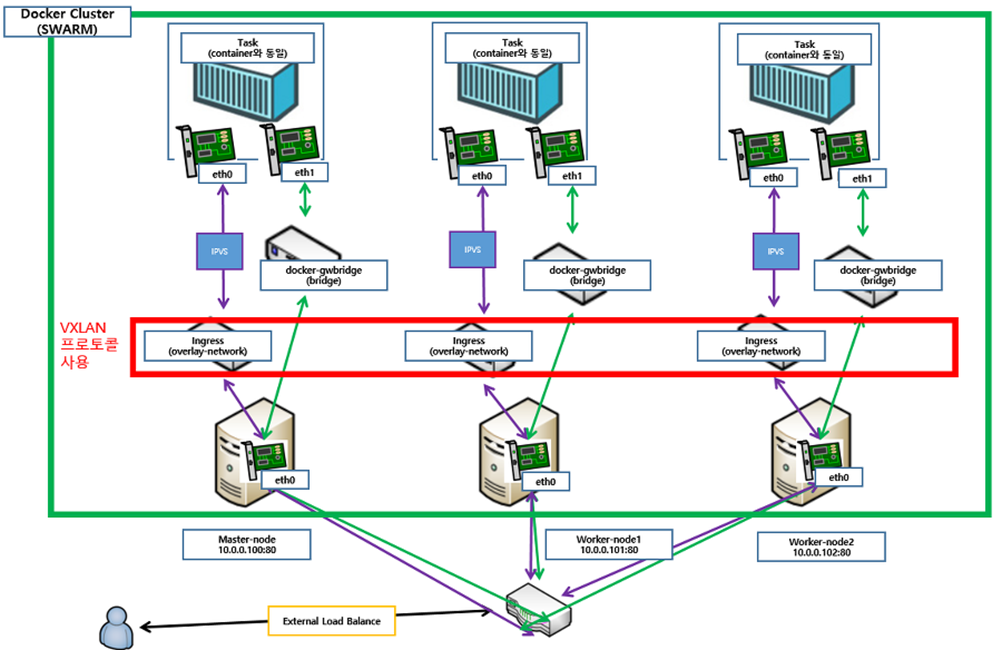 Docker Cluster
(SWARM)
Task
(container와 동일)
Task
(container와 동일)
Task
(container와 동일)
eth0
eth1
eth0
eth1
eth0
eth1
IPVS
IPVS
IPVS
docker-gwbridge
(bridge)
docker-gwbridge
(bridge)
docker-gwbridge
(bridge)
VXLAN
프로토콜
사용
Ingress
(overlay-network)
Ingress
(overlay-network)
Ingress
(overlay-network)
eth0
eth0
eth0
Master-node
10.0.0.100:80
Worker-node1
10.0.0.101:80
Worker-node2
10.0.0.102:80
External Load Balance